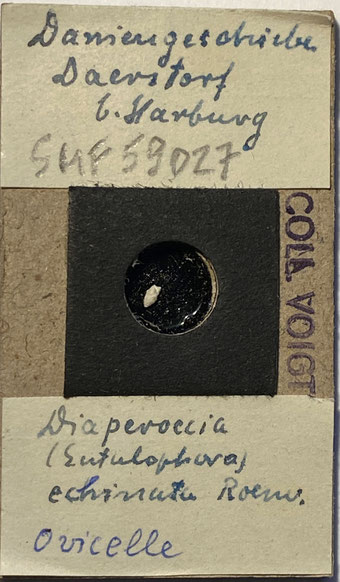 Daniengeschiebe
Daerstorf
b. Harburg
SMF 59027
COLL. VOIGT
Diaperoecia
(Entalophora)
echinata Roem.
Ovicelle